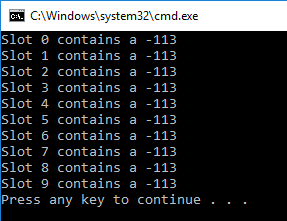 C:\Windows\system32\cmd.exe
Slot 0 contains a -113
Slot 1 contains a -113
Slot 2 contains a -113
Slot 3 contains a -113
Slot 4 contains a -113
Slot 5 contains a -113
Slot 6 contains a -113
Slot 7 contains a -113
Slot 8 contains a -113
Slot 9 contains a -113
Press any key to continue . . .